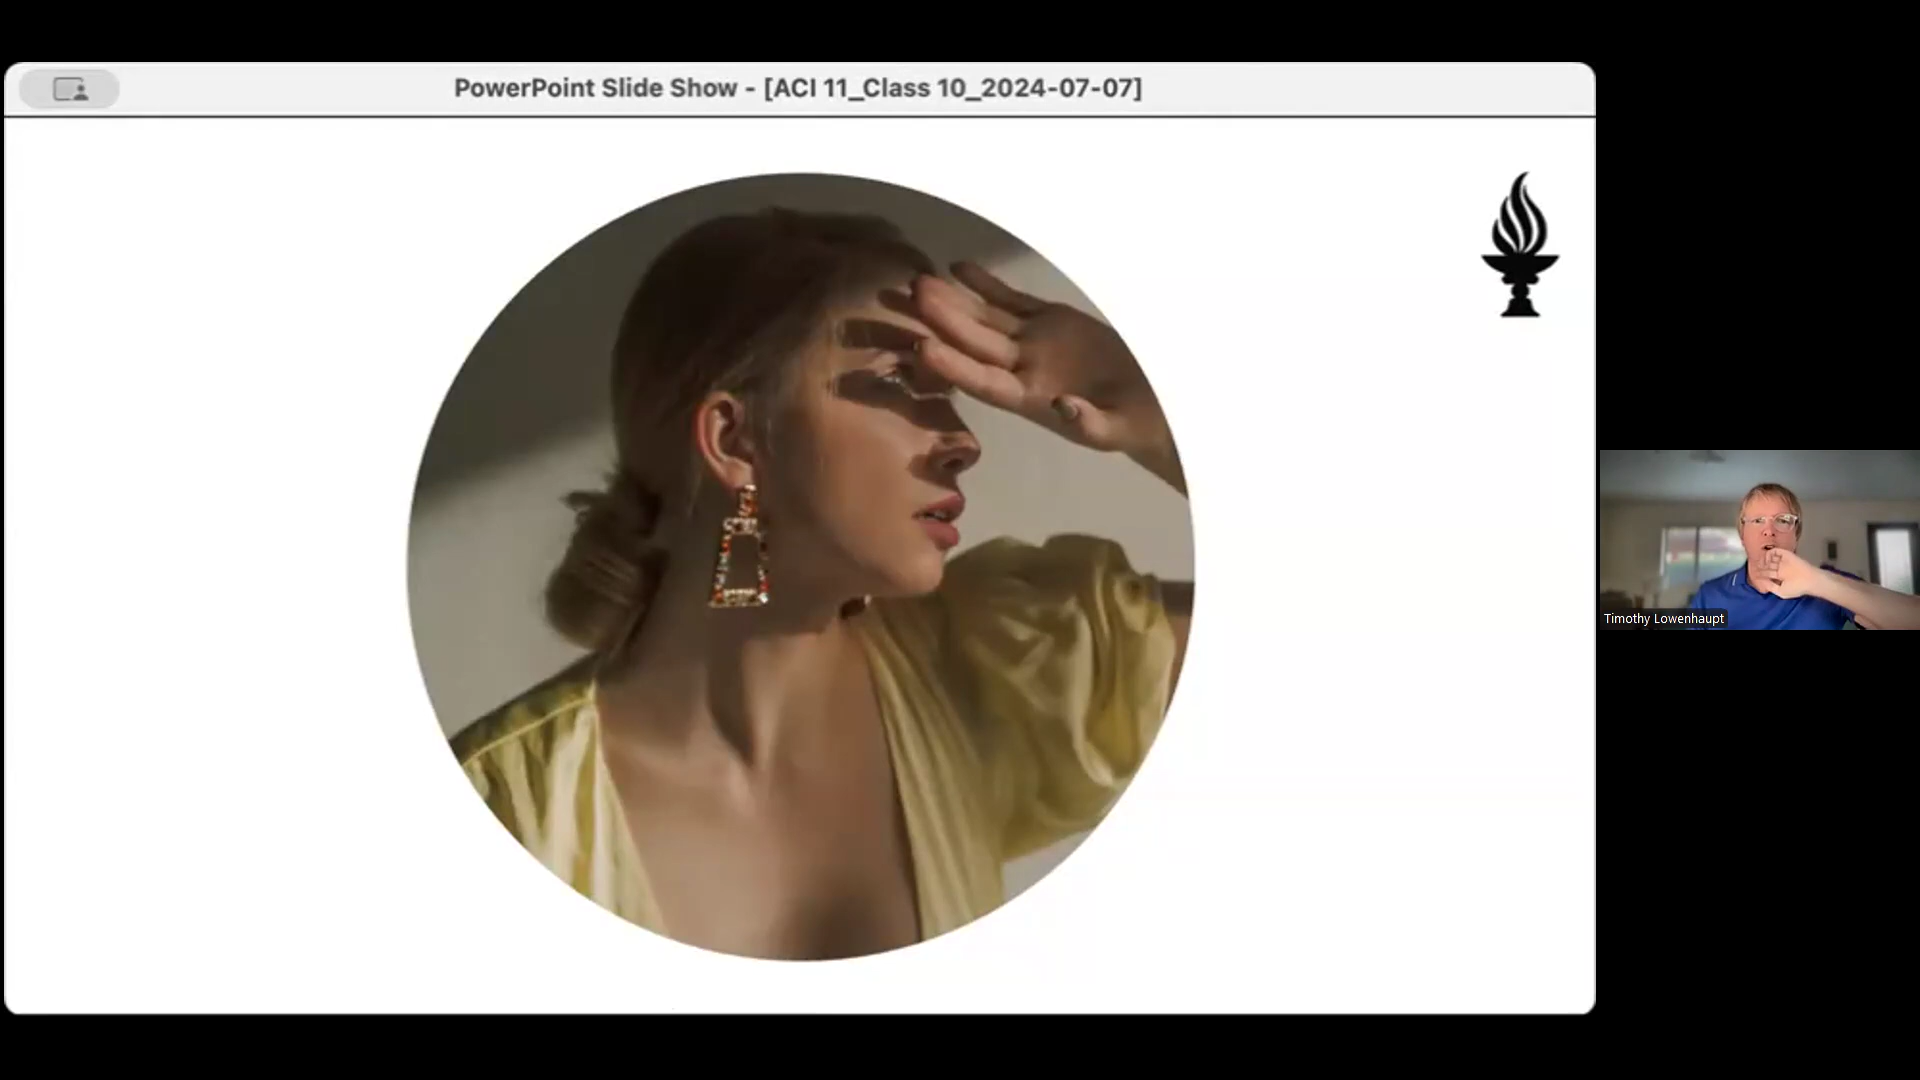 PowerPoint Slide Show - [ACI 11_Class 10_2024-07-07]
Timothy Lowenhaupt